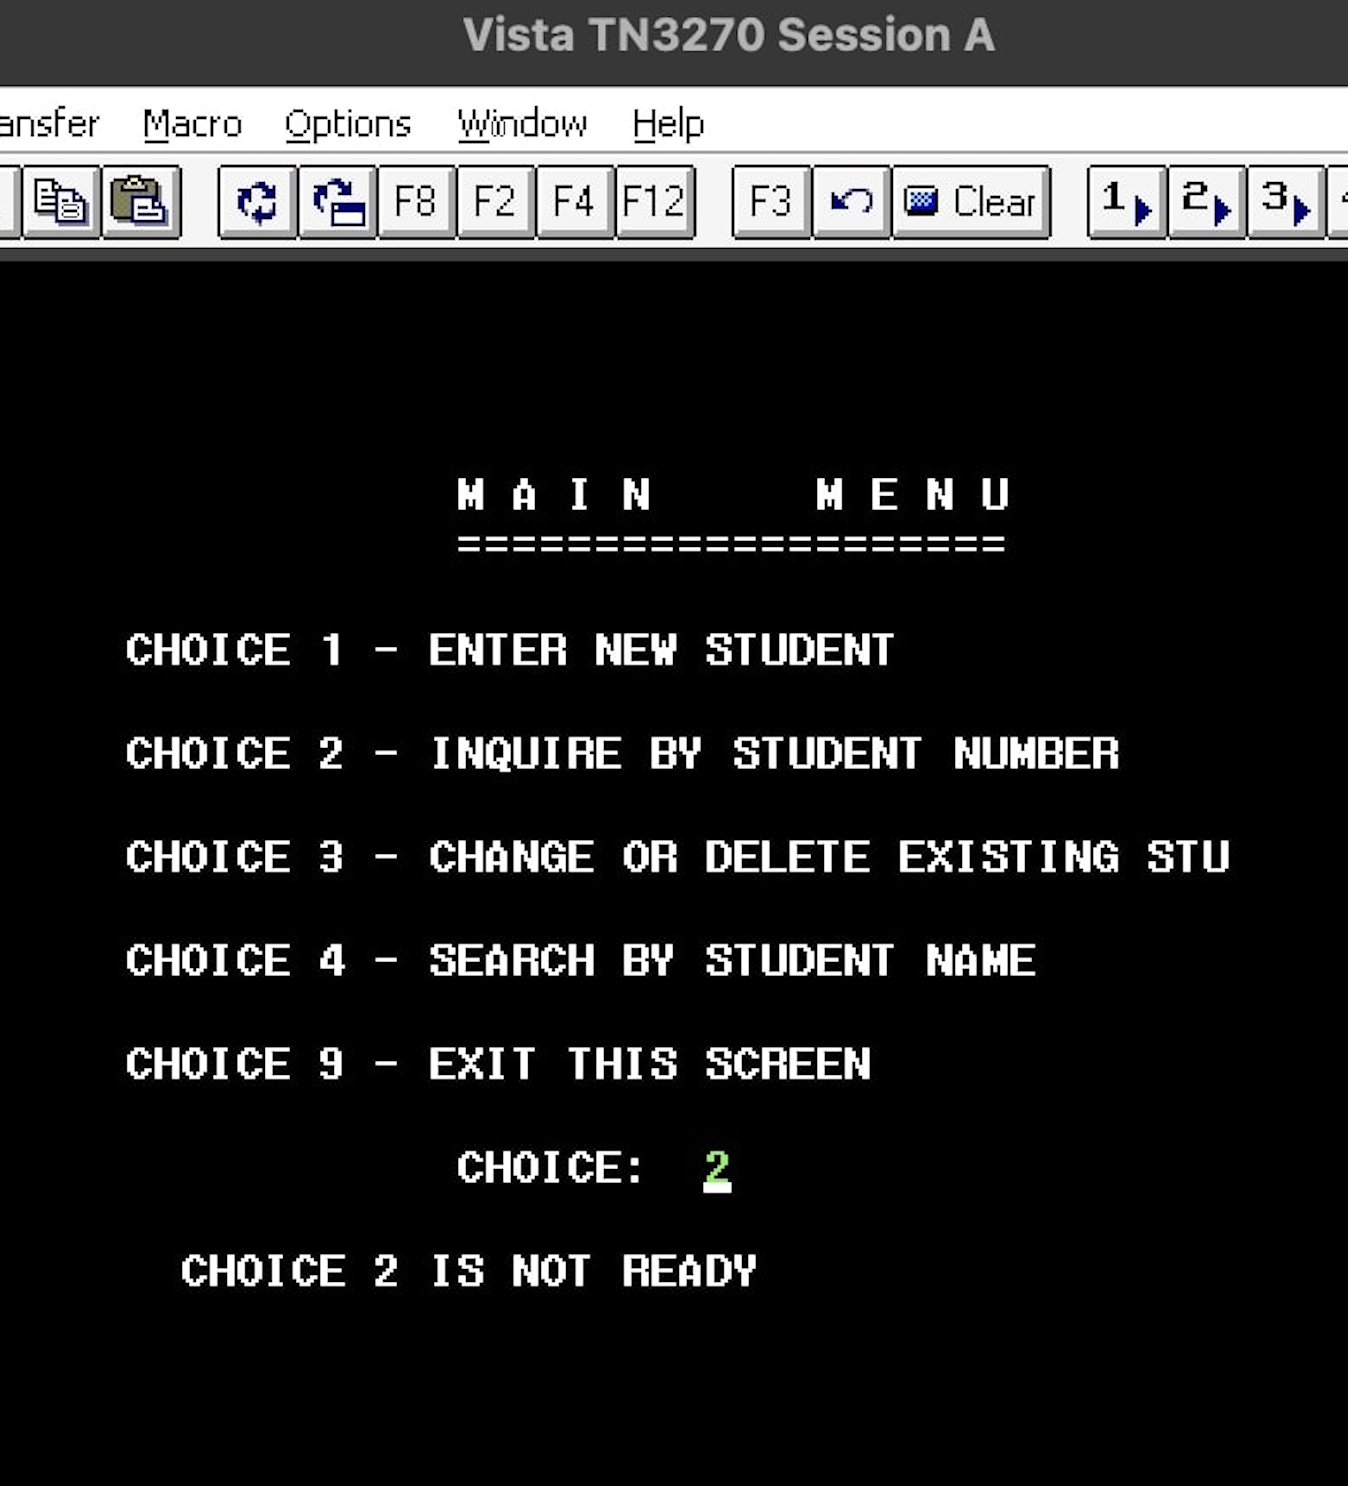 Vista TN3270 Session A
ansfer Macro Options Window Help
F8 F2 F4 F12 F3 Clear 1 2 3
M A I N      M E N U
====================
CHOICE 1 - ENTER NEW STUDENT
CHOICE 2 - INQUIRE BY STUDENT NUMBER
CHOICE 3 - CHANGE OR DELETE EXISTING STU
CHOICE 4 - SEARCH BY STUDENT NAME
CHOICE 9 - EXIT THIS SCREEN
CHOICE:  2
CHOICE 2 IS NOT READY